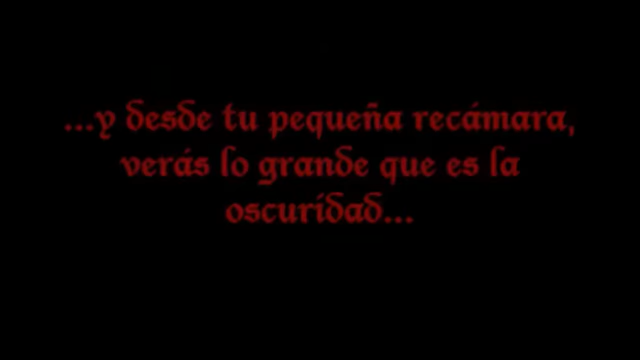 ...y desde tu pequeña recámara,
verás lo grande que es la
oscuridad...